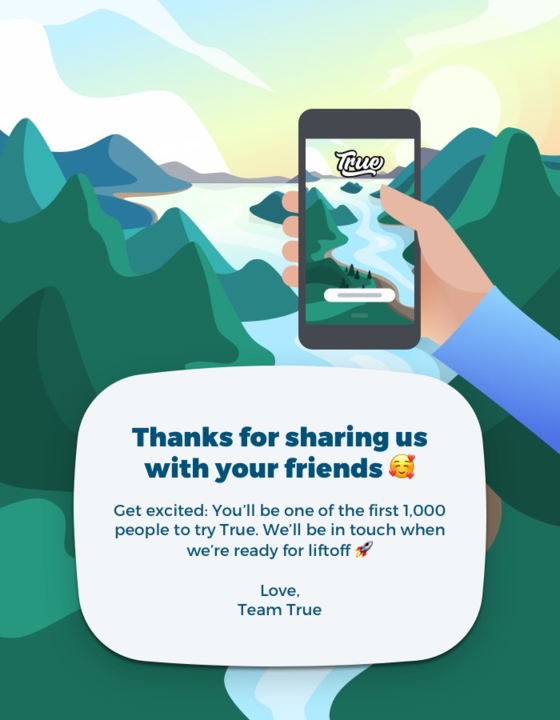 True
Thanks for sharing us
with your friends 🥰
Get excited: You'll be one of the first 1,000
people to try True. We'll be in touch when
we're ready for liftoff 🚀
Love,
Team True